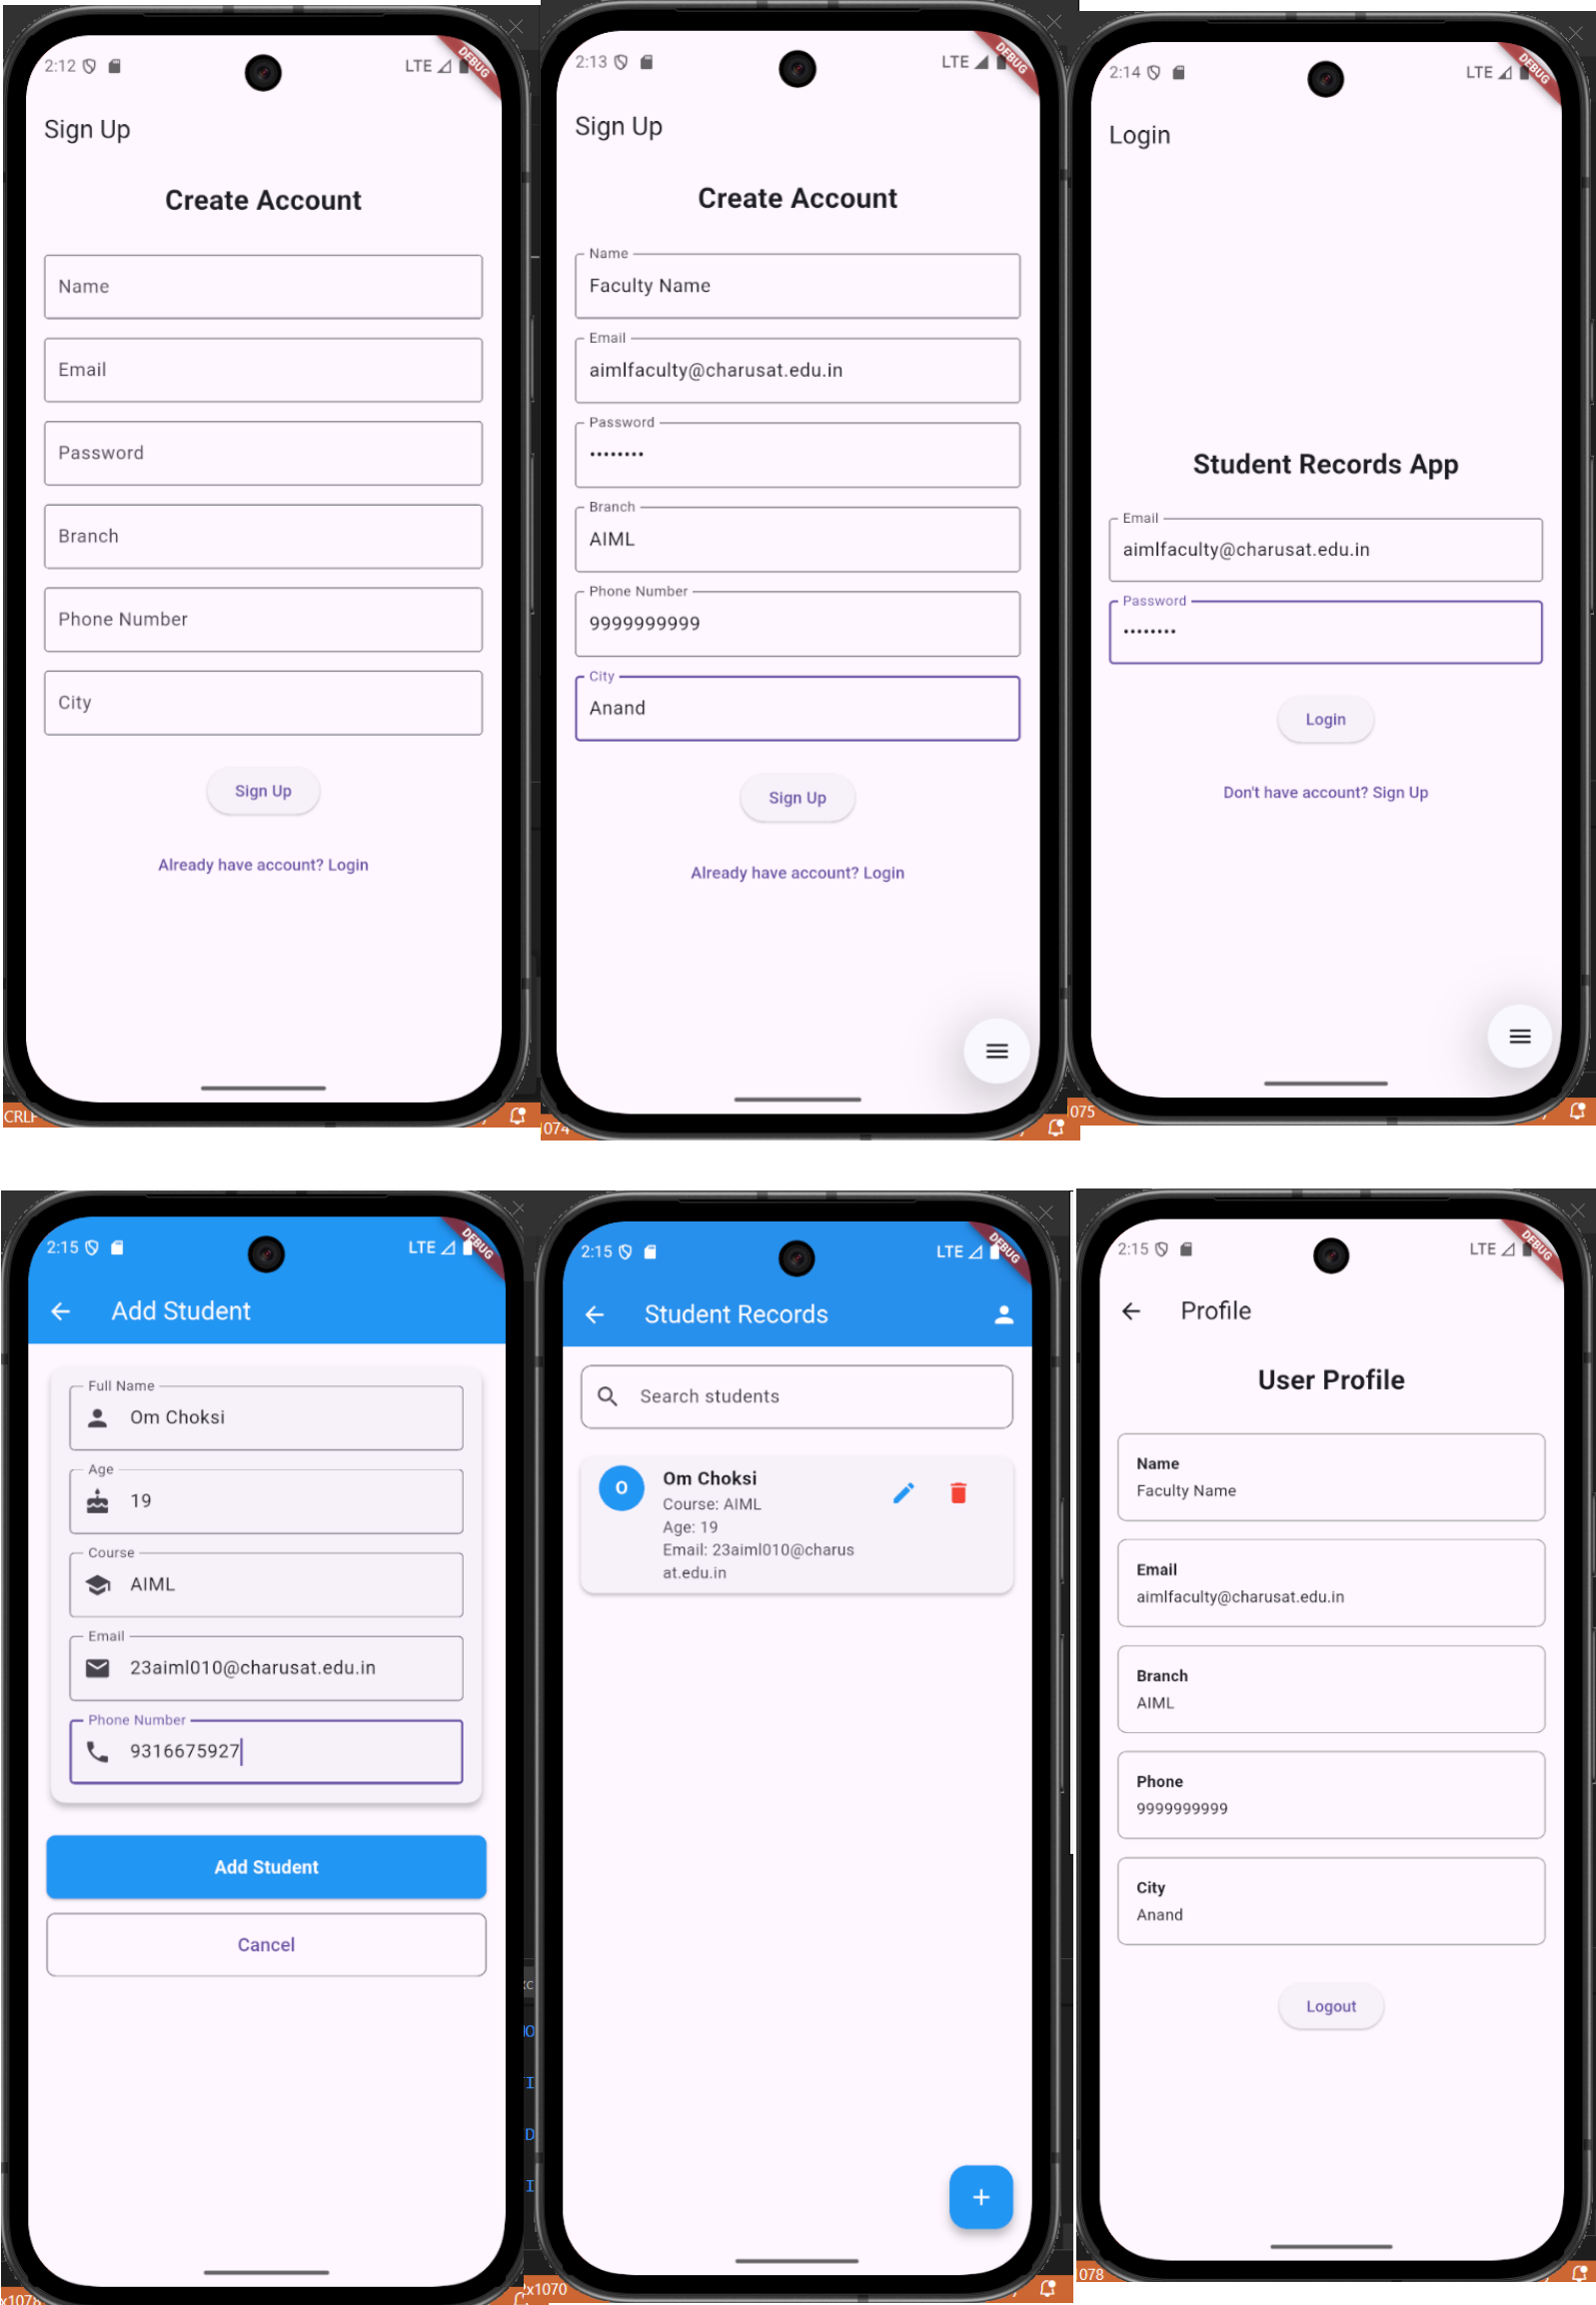 2:12
LTE
DEBUG
Sign Up
Create Account
Name
Email
Password
Branch
Phone Number
City
Sign Up
Already have account? Login
CRLF
2:13
LTE
DEBUG
Sign Up
Create Account
Name
Faculty Name
Email
aimlfaculty@charusat.edu.in
Password
••••••••
Branch
AIML
Phone Number
9999999999
City
Anand
Sign Up
Already have account? Login
074
2:14
LTE
DEBUG
Login
Student Records App
Email
aimlfaculty@charusat.edu.in
Password
••••••••
Login
Don't have account? Sign Up
075
2:15
LTE
DEBUG
Add Student
Full Name
Om Choksi
Age
19
Course
AIML
Email
23aiml010@charusat.edu.in
Phone Number
9316675927
Add Student
Cancel
x1078
2:15
LTE
DEBUG
Student Records
Search students
O
Om Choksi
Course: AIML
Age: 19
Email: 23aiml010@charus
at.edu.in
+
x1070
2:15
LTE
DEBUG
Profile
User Profile
Name
Faculty Name
Email
aimlfaculty@charusat.edu.in
Branch
AIML
Phone
9999999999
City
Anand
Logout
078